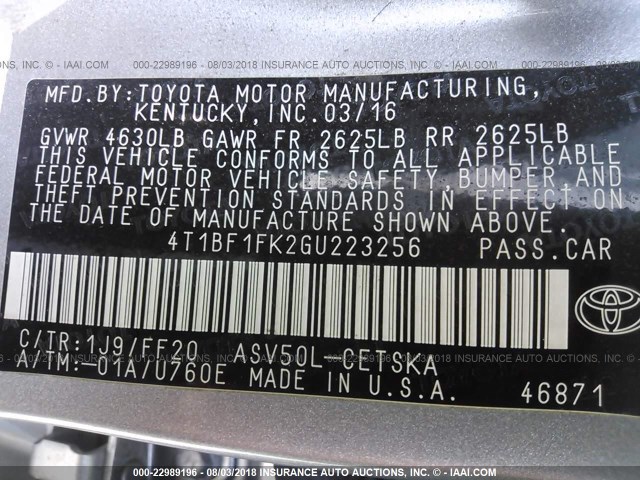 000-22989196 - 08/03/2018 - INSURANCE AUTO AUCTIONS, INC. - © IAAI.COM
MFD.BY:TOYOTA MOTOR MANUFACTURING,
KENTUCKY,INC.03/16
GVWR 4630LB GAWR FR 2625LB RR 2625LB
THIS VEHICLE CONFORMS TO ALL APPLICABLE
FEDERAL MOTOR VEHICLE SAFETY, BUMPER AND
THEFT PREVENTION STANDARDS IN EFFECT ON
THE DATE OF MANUFACTURE SHOWN ABOVE.
4T1BF1FK2GU223256 PASS.CAR
C/TR:1J9/FF20 ASV50L-CETSKA
A/TM:-01A/U760E MADE IN U.S.A. 46871
000-22989196 - 08/03/2018 - INSURANCE AUTO AUCTIONS, INC. - © IAAI.COM